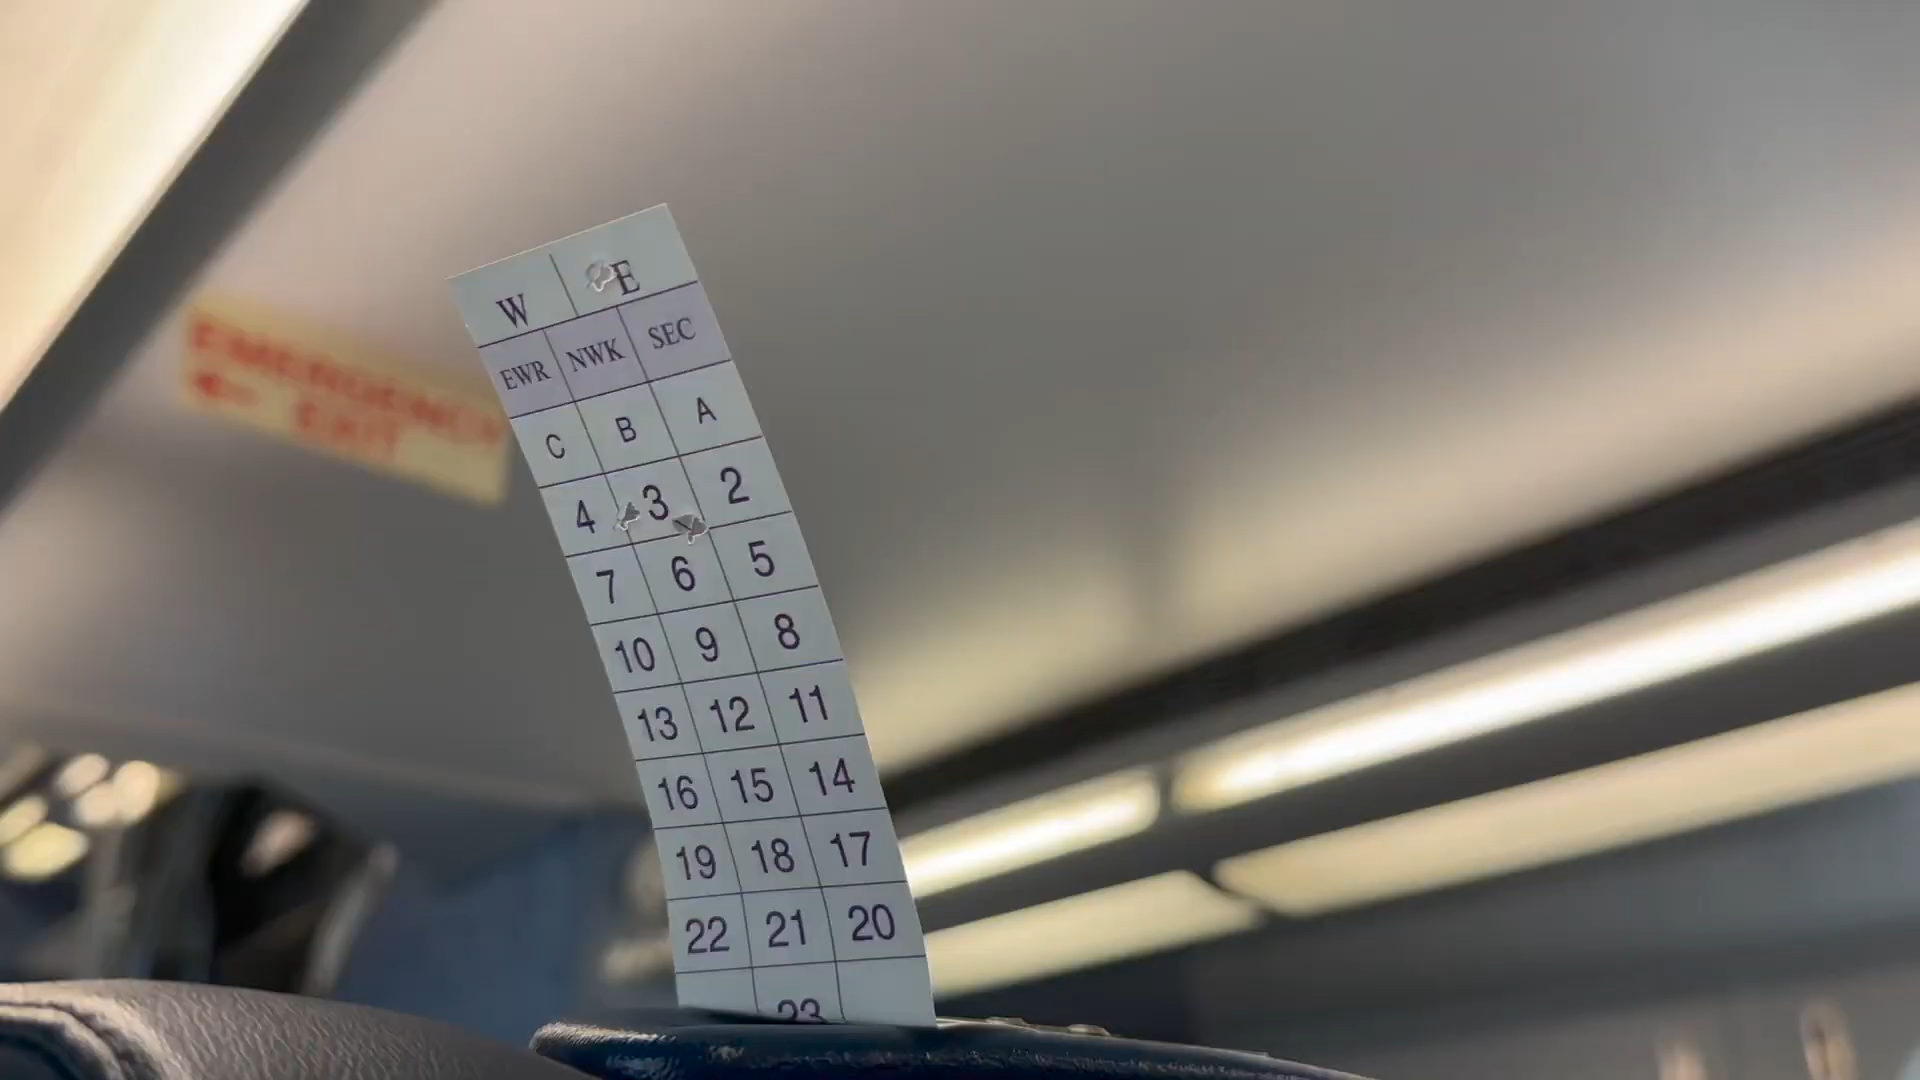 W E
EWR NWK SEC
C B A
4 3 2
7 6 5
10 9 8
13 12 11
16 15 14
19 18 17
22 21 20
23
EMERGENCY
← EXIT